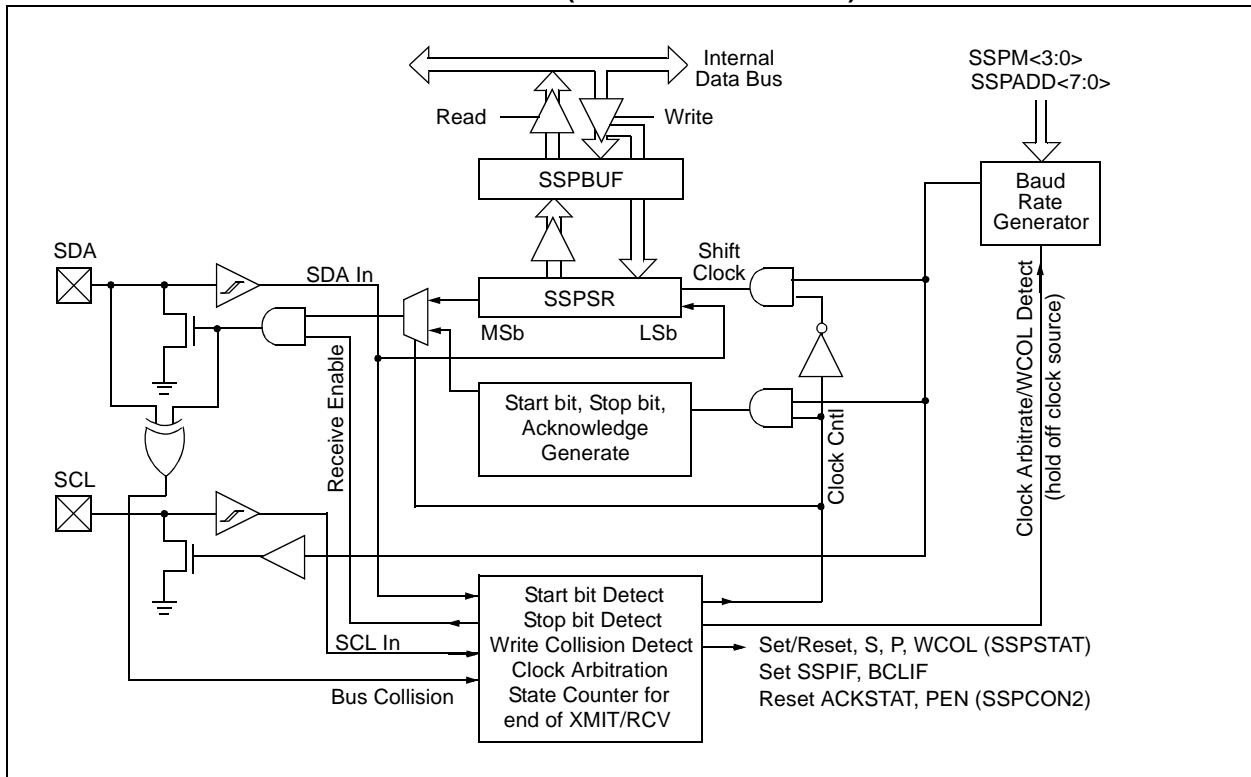 Internal
Data Bus
SSPM<3:0>
SSPADD<7:0>
Read
Write
SSPBUF
Baud
Rate
Generator
SDA
SDA In
Shift
Clock
SSPSR
MSb
LSb
Receive Enable
Start bit, Stop bit,
Acknowledge
Generate
Clock Cntl
Clock Arbitrate/WCOL Detect
(hold off clock source)
SCL
SCL In
Bus Collision
Start bit Detect
Stop bit Detect
Write Collision Detect
Clock Arbitration
State Counter for
end of XMIT/RCV
Set/Reset, S, P, WCOL (SSPSTAT)
Set SSPIF, BCLIF
Reset ACKSTAT, PEN (SSPCON2)